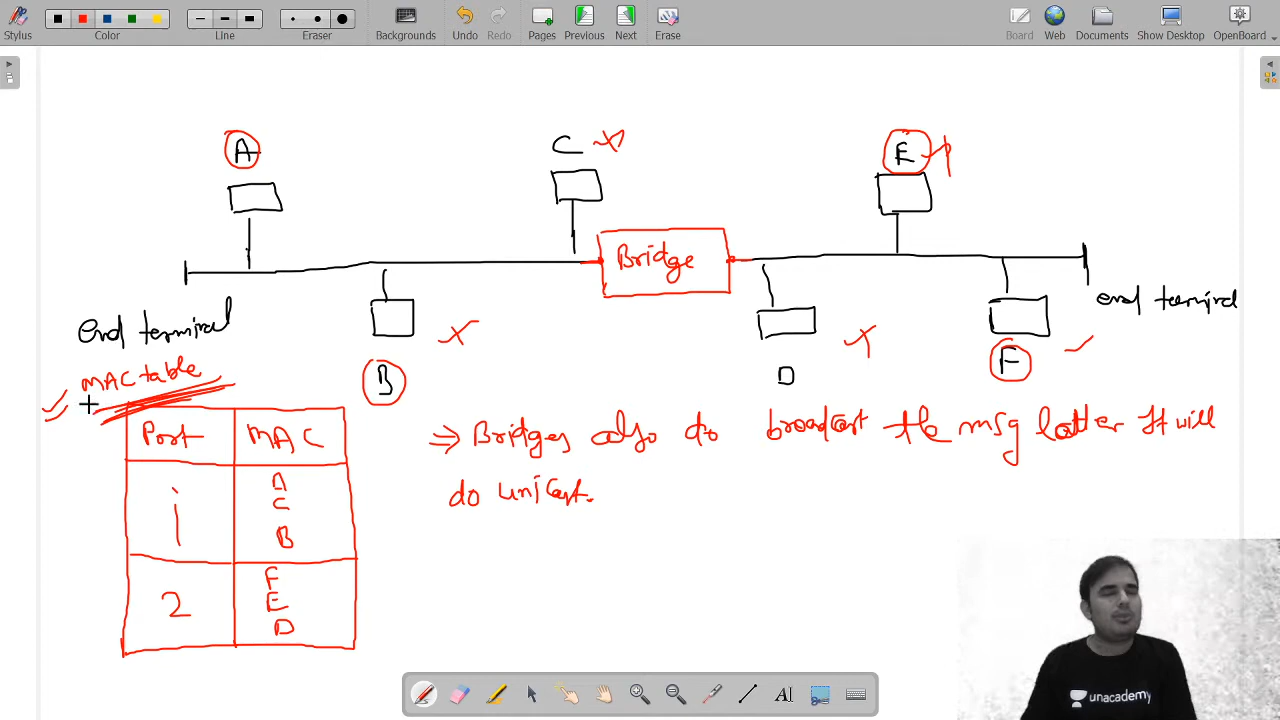 Stylus Color Line Eraser Backgrounds Undo Redo Pages Previous Next Erase Board Web Documents Show Desktop OpenBoard
A C E
Bridge
end terminal end terminal
B D F
MAC table
Port MAC
1 A
C
B
2 F
E
D
⇒ Bridges also do broadcast the msg latter It will
do unicast.
unacademy